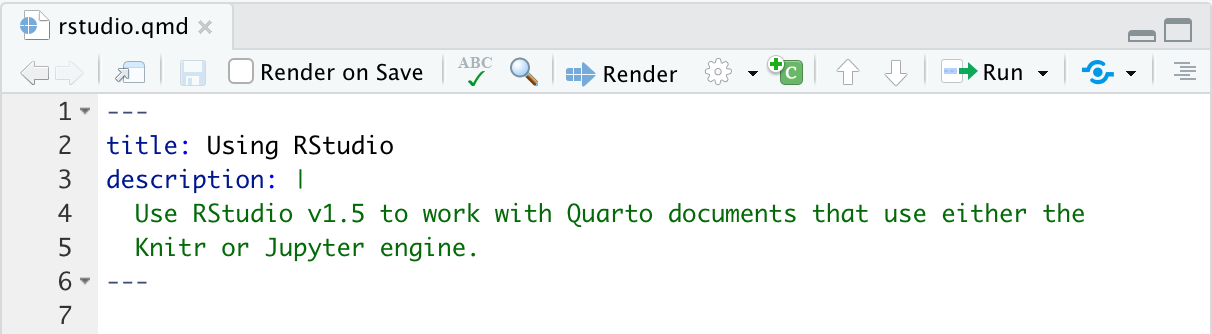 rstudio.qmd
Render on Save ABC Render C Run
1 ---
2 title: Using RStudio
3 description: |
4 Use RStudio v1.5 to work with Quarto documents that use either the
5 Knitr or Jupyter engine.
6 ---
7